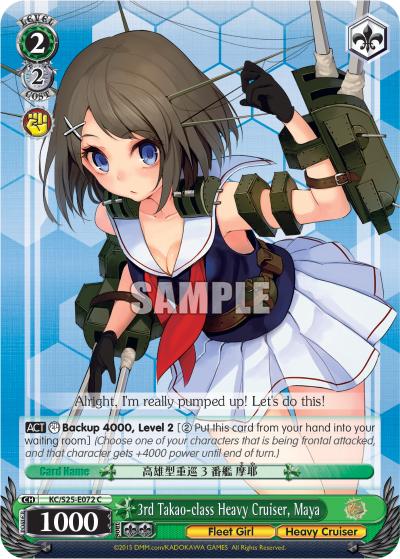 LEVEL
2
2
COST
SAMPLE
Alright, I'm really pumped up! Let's do this!
ACT Backup 4000, Level 2 [② Put this card from your hand into your
waiting room] (Choose one of your characters that is being frontal attacked,
and that character gets +4000 power until end of turn.)
Card Name 高雄型重巡3番艦 摩耶
CH KC/S25-E072 C
3rd Takao-class Heavy Cruiser, Maya
POWER 1000 SOUL
Fleet Girl Heavy Cruiser
©2015 DMM.com/KADOKAWA GAMES All Rights Reserved.